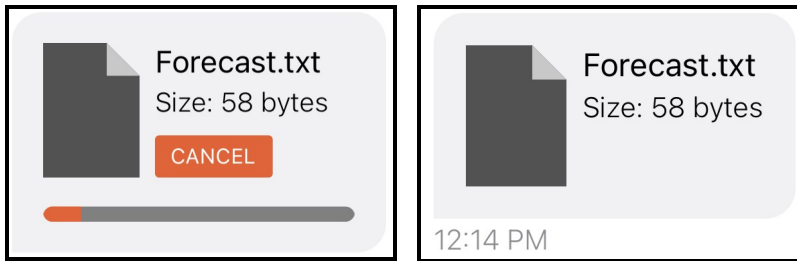 Forecast.txt
Size: 58 bytes
CANCEL
Forecast.txt
Size: 58 bytes
12:14 PM